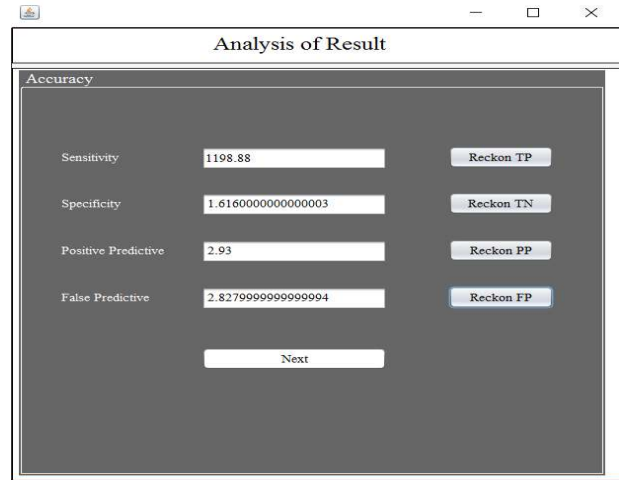 Analysis of Result
Accuracy
Sensitivity 1198.88 Reckon TP
Specificity 1.6160000000000003 Reckon TN
Positive Predictive 2.93 Reckon PP
False Predictive 2.8279999999999994 Reckon FP
Next